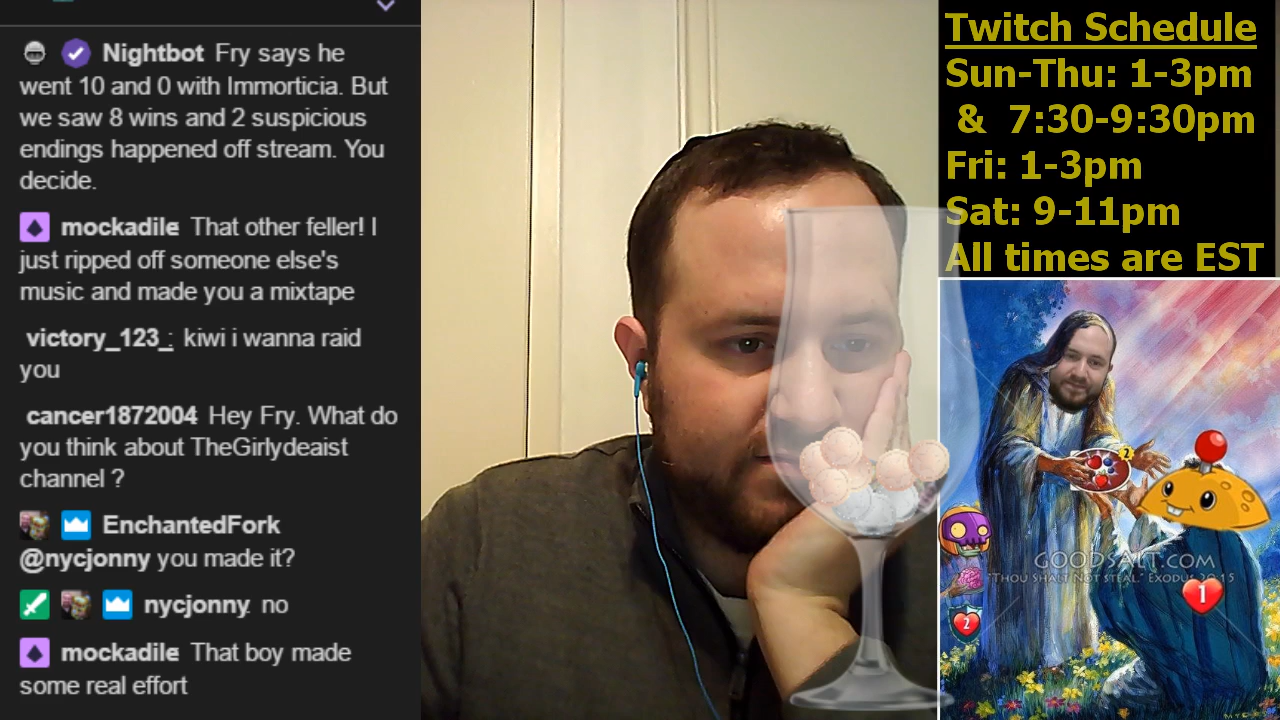 Nightbot Fry says he
went 10 and 0 with Immorticia. But
we saw 8 wins and 2 suspicious
endings happened off stream. You
decide.
mockadile That other feller! I
just ripped off someone else's
music and made you a mixtape
victory_123_: kiwi i wanna raid
you
cancer1872004 Hey Fry. What do
you think about TheGirlydeaist
channel ?
EnchantedFork
@nycjonny you made it?
nycjonny no
mockadile That boy made
some real effort
Twitch Schedule
Sun-Thu: 1-3pm
& 7:30-9:30pm
Fri: 1-3pm
Sat: 9-11pm
All times are EST
2
GOODSALT.COM
"THOU SHALT NOT STEAL." EXODUS 20:15
1
2